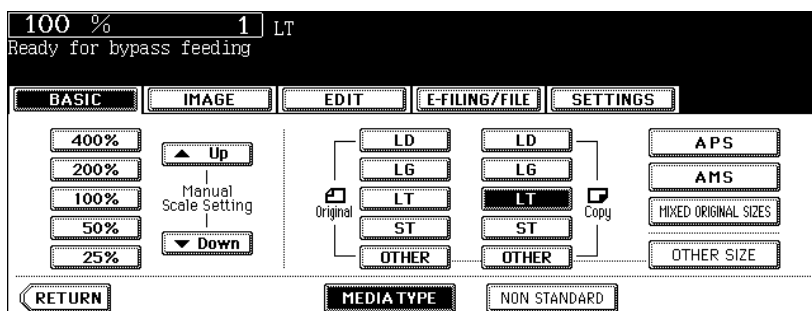 100 % 1 LT
Ready for bypass feeding
BASIC IMAGE EDIT E-FILING/FILE SETTINGS
400% Up LD LD APS
200% LG LG AMS
100% Manual Scale Setting Original LT LT Copy MIXED ORIGINAL SIZES
50% Down ST ST
25% OTHER OTHER OTHER SIZE
RETURN MEDIA TYPE NON STANDARD